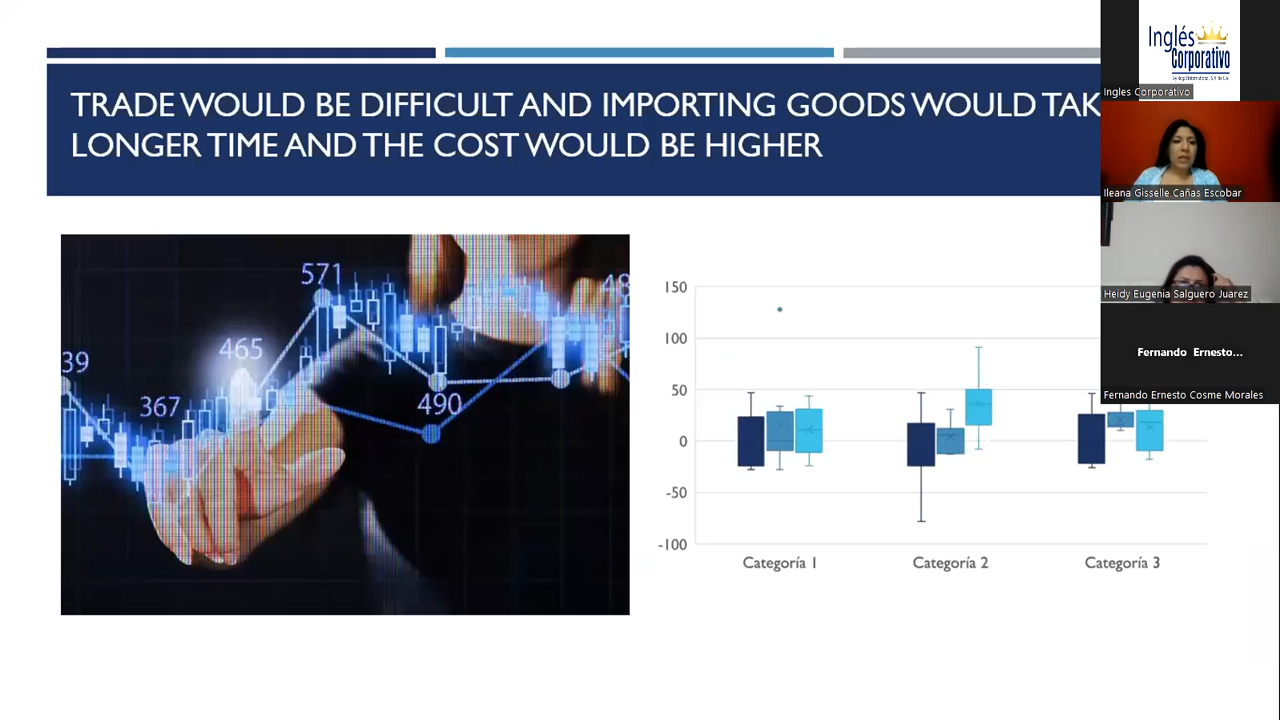 TRADE WOULD BE DIFFICULT AND IMPORTING GOODS WOULD TAK
LONGER TIME AND THE COST WOULD BE HIGHER
571
48
465
39
367
490
150
100
50
0
-50
-100
Categoría 1
Categoría 2
Categoría 3
Inglés
Corporativo
Ingles Corporativo
Ileana Gisselle Cañas Escobar
Heidy Eugenia Salguero Juarez
Fernando Ernesto...
Fernando Ernesto Cosme Morales